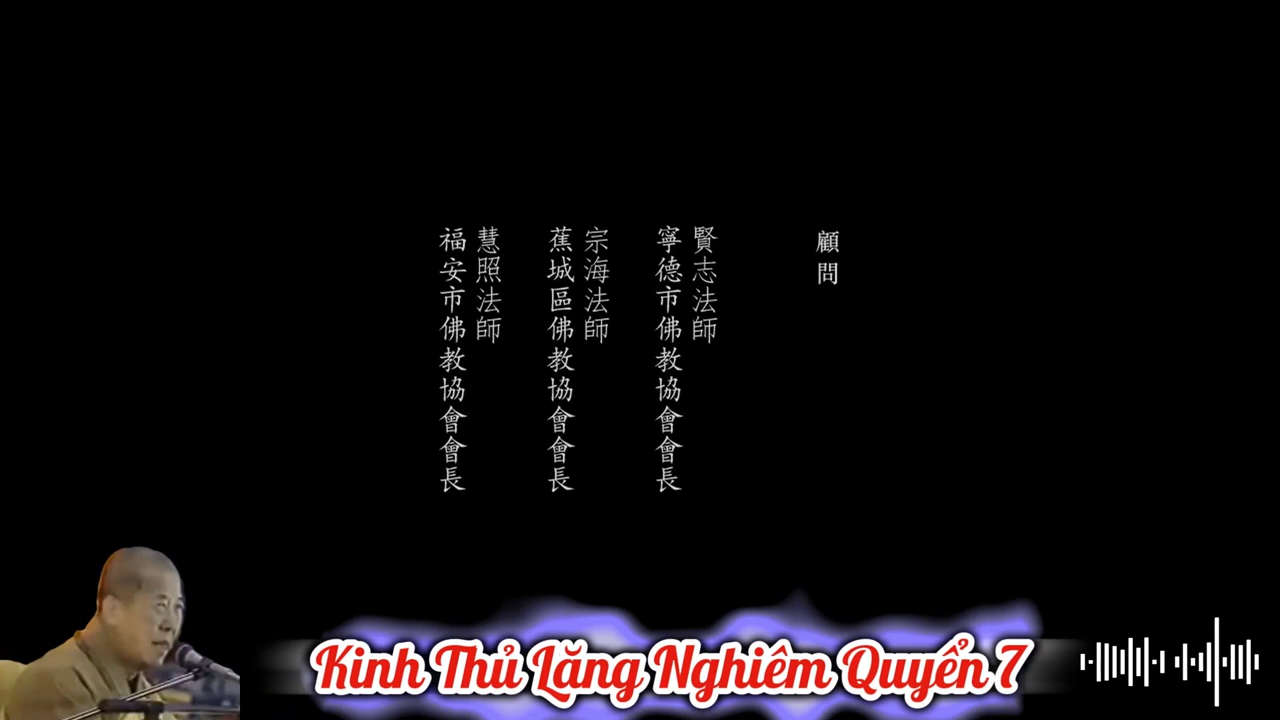 顧問
賢志法師
寧德市佛教協會會長
宗海法師
蕉城區佛教協會會長
慧照法師
福安市佛教協會會長
Kinh Thủ Lăng Nghiêm Quyển 7